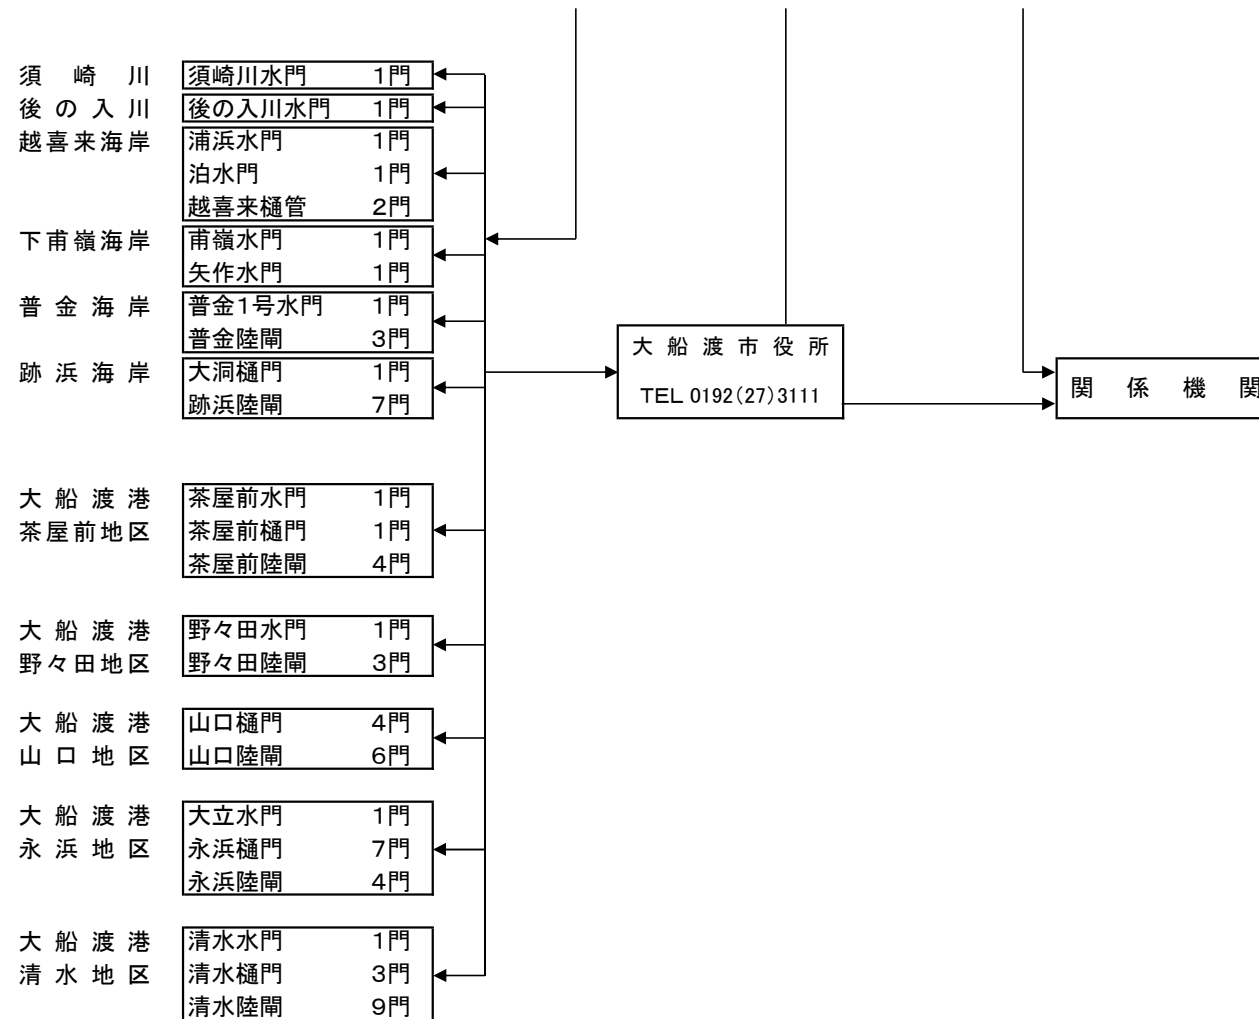 須崎川 須崎川水門 1門
後の入川 後の入川水門 1門
越喜来海岸 浦浜水門 1門
泊水門 1門
越喜来樋管 2門
下甫嶺海岸 甫嶺水門 1門
矢作水門 1門
普金海岸 普金1号水門 1門
普金陸閘 3門
跡浜海岸 大洞樋門 1門
跡浜陸閘 7門
大船渡市役所
TEL 0192(27)3111
関係機関
大船渡港 茶屋前水門 1門
茶屋前地区 茶屋前樋門 1門
茶屋前陸閘 4門
大船渡港 野々田水門 1門
野々田地区 野々田陸閘 3門
大船渡港 山口樋門 4門
山口地区 山口陸閘 6門
大船渡港 大立水門 1門
永浜地区 永浜樋門 7門
永浜陸閘 4門
大船渡港 清水水門 1門
清水地区 清水樋門 3門
清水陸閘 9門